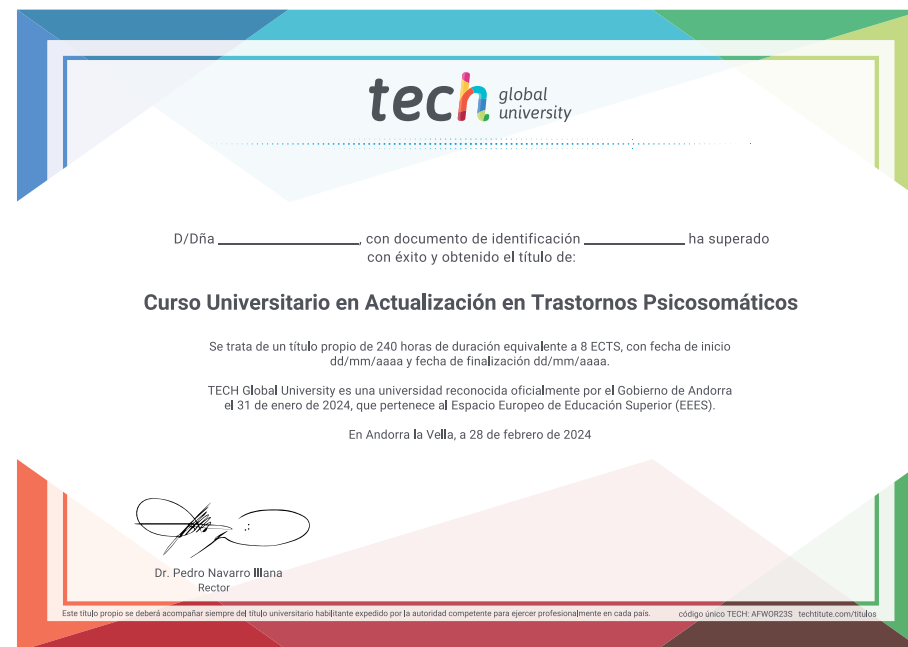 tech global university
D/Dña ____________________, con documento de identificación ______________ ha superado
con éxito y obtenido el título de:
Curso Universitario en Actualización en Trastornos Psicosomáticos
Se trata de un título propio de 240 horas de duración equivalente a 8 ECTS, con fecha de inicio
dd/mm/aaaa y fecha de finalización dd/mm/aaaa.
TECH Global University es una universidad reconocida oficialmente por el Gobierno de Andorra
el 31 de enero de 2024, que pertenece al Espacio Europeo de Educación Superior (EEES).
En Andorra la Vella, a 28 de febrero de 2024
Dr. Pedro Navarro Illana
Rector
Este título propio se deberá acompañar siempre del título universitario habilitante expedido por la autoridad competente para ejercer profesionalmente en cada país. código único TECH: AFWOR23S techtitute.com/titulos